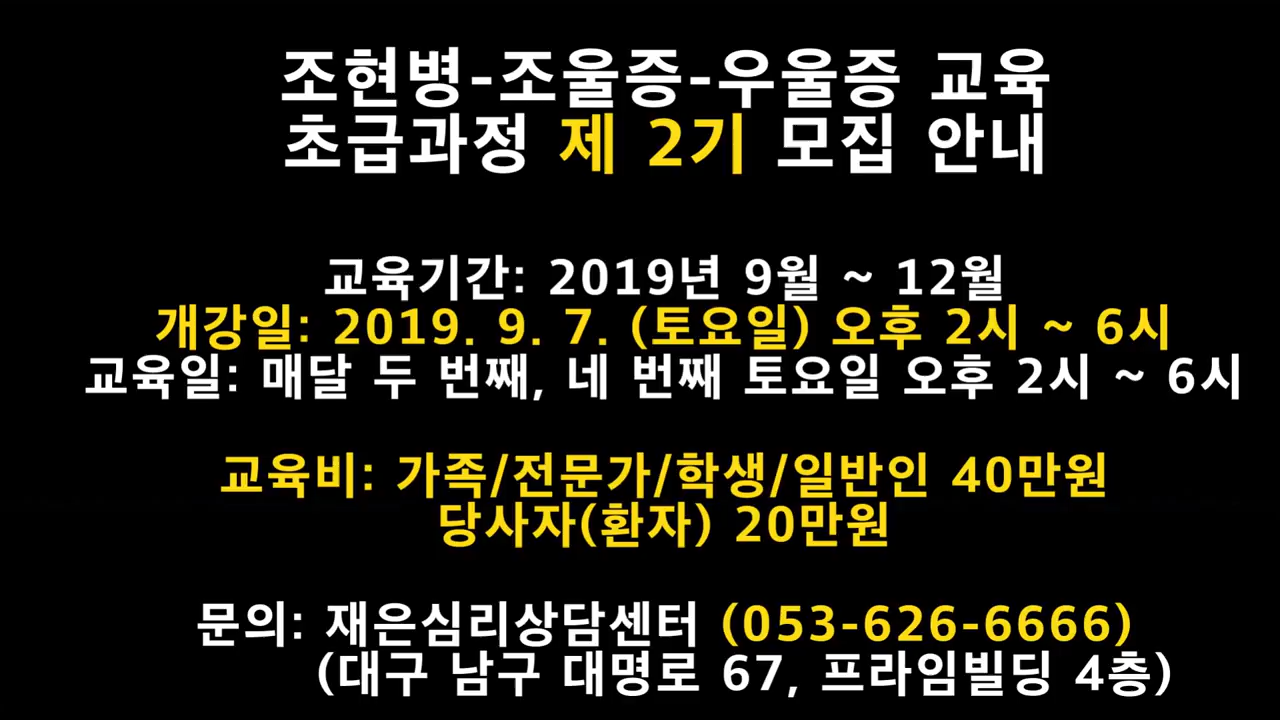 조현병-조울증-우울증 교육
초급과정 제 2기 모집 안내
교육기간: 2019년 9월 ~ 12월
개강일: 2019. 9. 7. (토요일) 오후 2시 ~ 6시
교육일: 매달 두 번째, 네 번째 토요일 오후 2시 ~ 6시
교육비: 가족/전문가/학생/일반인 40만원
당사자(환자) 20만원
문의: 재은심리상담센터 (053-626-6666)
(대구 남구 대명로 67, 프라임빌딩 4층)